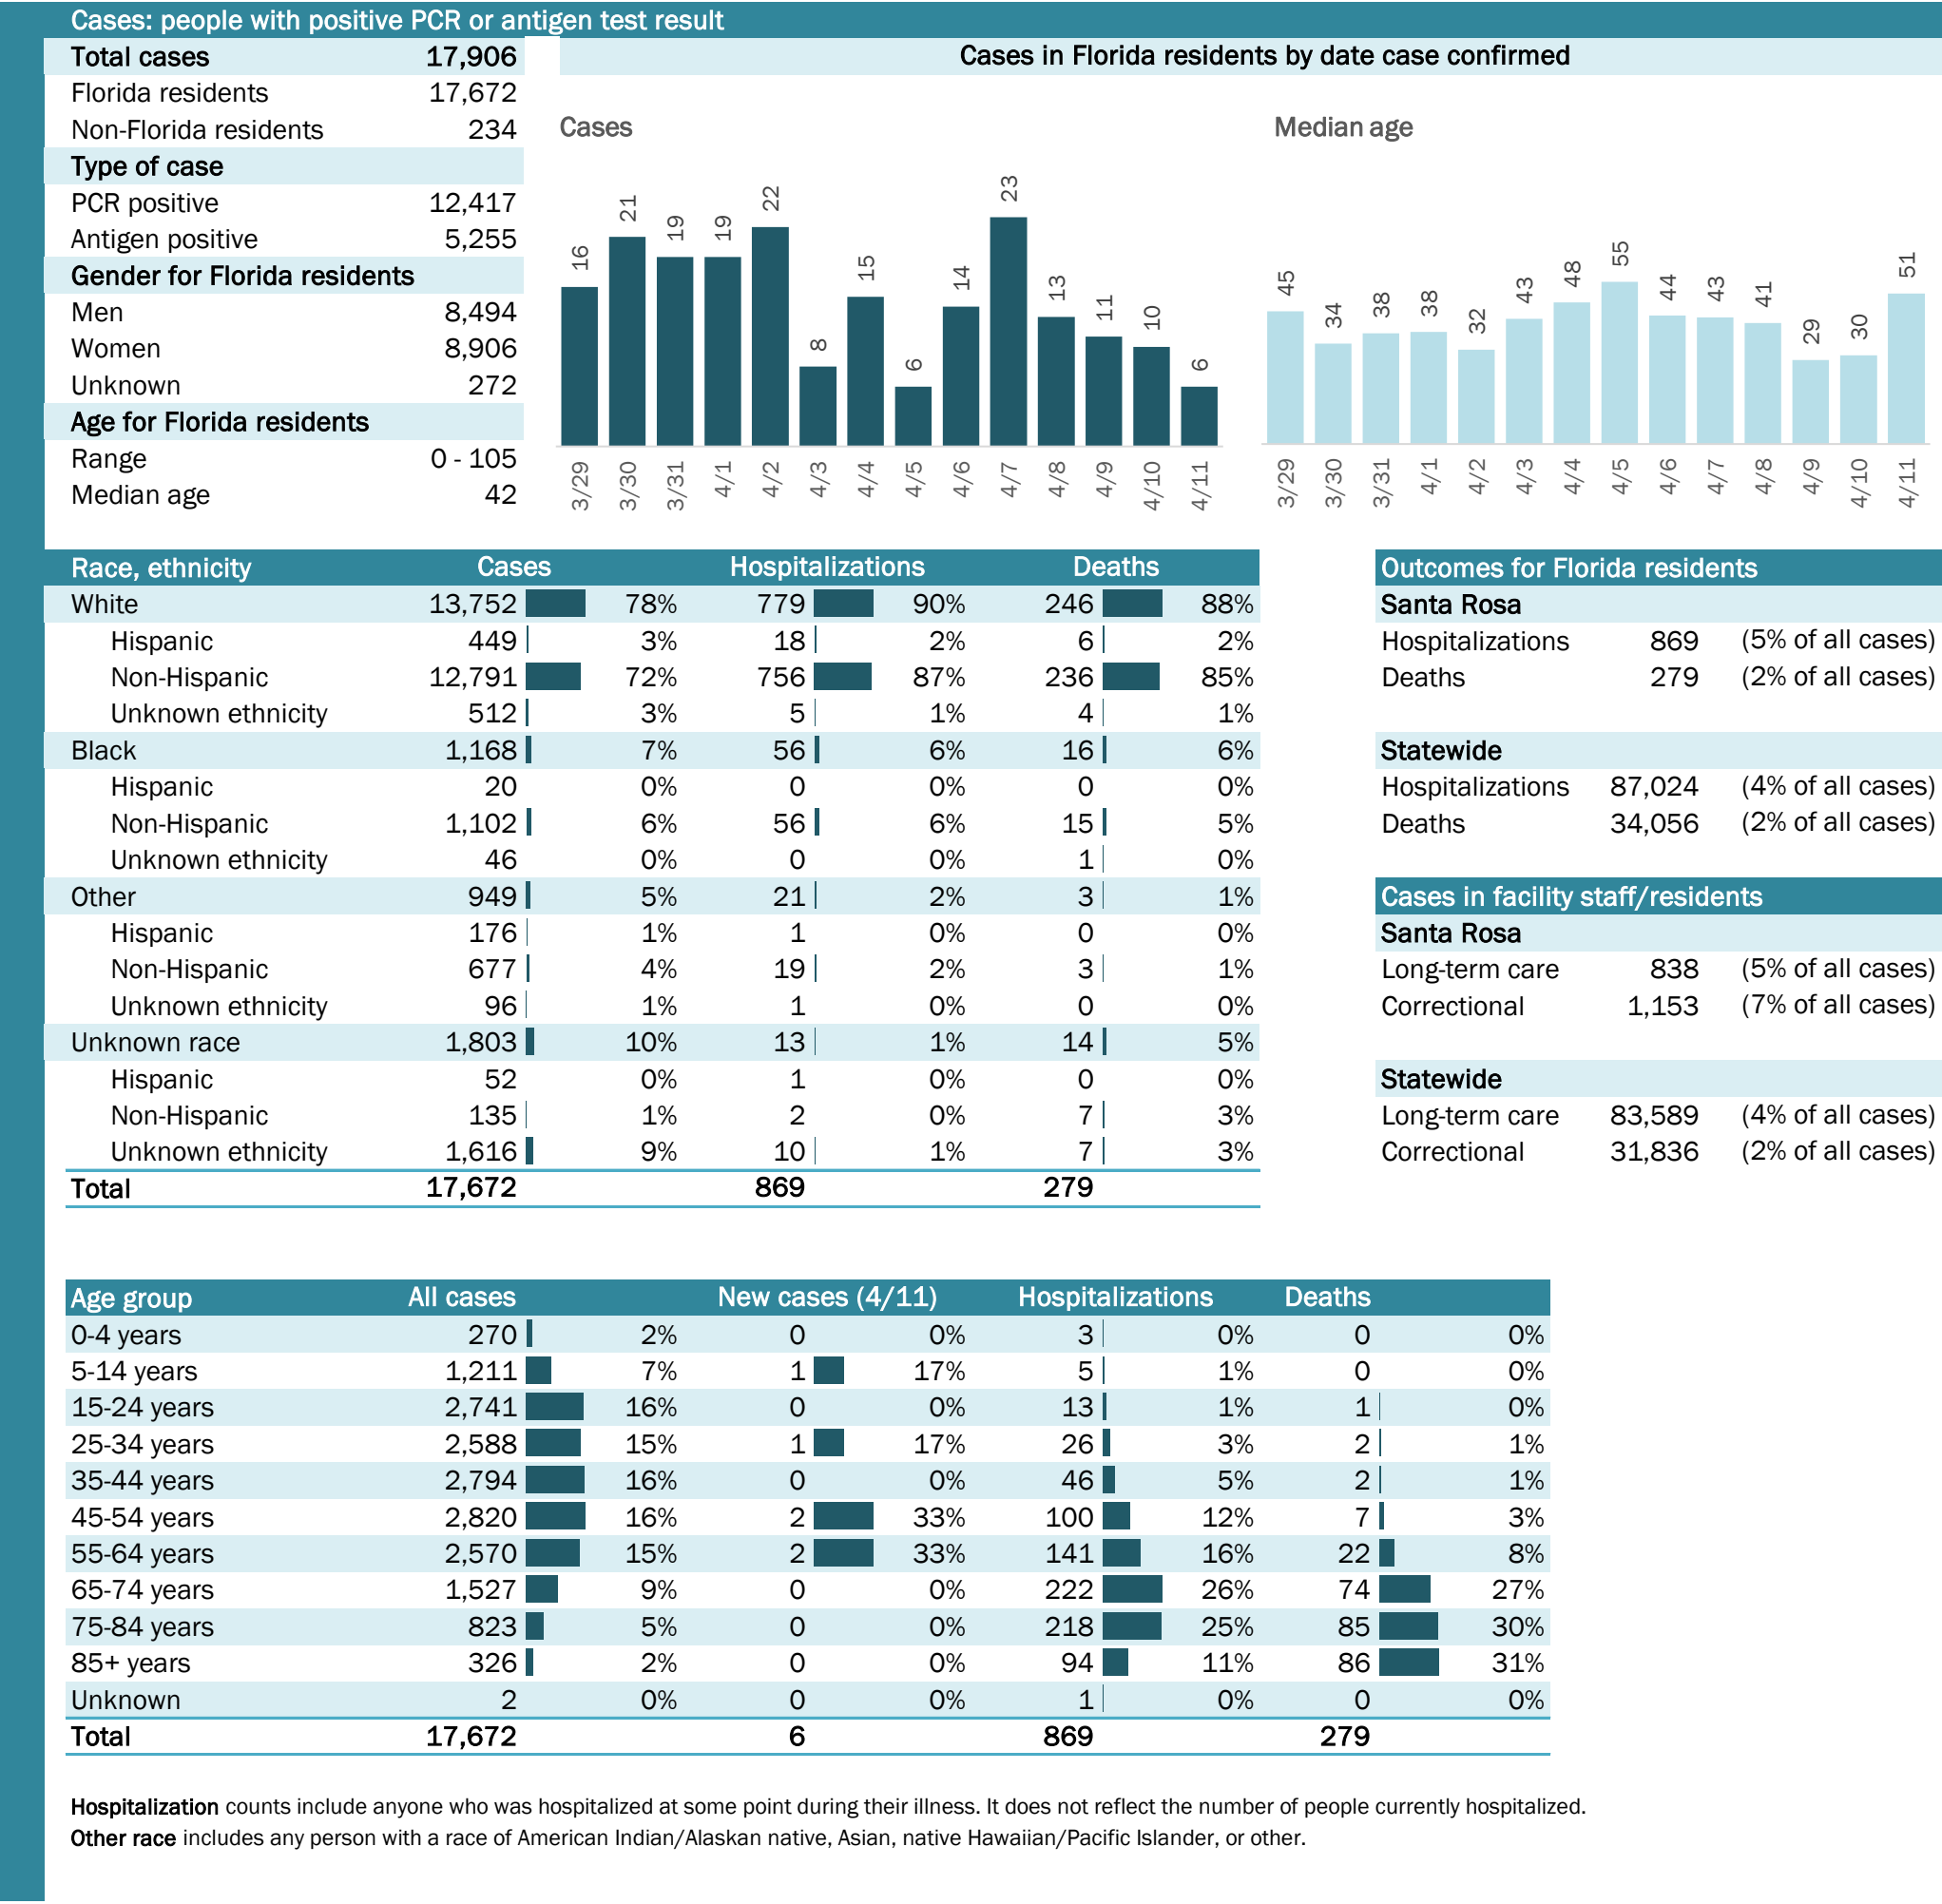 Cases: people with positive PCR or antigen test result
Total cases 17,906
Florida residents 17,672
Non-Florida residents 234
Type of case
PCR positive 12,417
Antigen positive 5,255
Gender for Florida residents
Men 8,494
Women 8,906
Unknown 272
Age for Florida residents
Range 0 - 105
Median age 42
Cases in Florida residents by date case confirmed
Cases
16 21 19 19 22 8 15 6 14 23 13 11 10 6
3/29 3/30 3/31 4/1 4/2 4/3 4/4 4/5 4/6 4/7 4/8 4/9 4/10 4/11
Median age
45 34 38 38 32 43 48 55 44 43 41 29 30 51
3/29 3/30 3/31 4/1 4/2 4/3 4/4 4/5 4/6 4/7 4/8 4/9 4/10 4/11
Race, ethnicity Cases Hospitalizations Deaths
White 13,752 78% 779 90% 246 88%
Hispanic 449 3% 18 2% 6 2%
Non-Hispanic 12,791 72% 756 87% 236 85%
Unknown ethnicity 512 3% 5 1% 4 1%
Black 1,168 7% 56 6% 16 6%
Hispanic 20 0% 0 0% 0 0%
Non-Hispanic 1,102 6% 56 6% 15 5%
Unknown ethnicity 46 0% 0 0% 1 0%
Other 949 5% 21 2% 3 1%
Hispanic 176 1% 1 0% 0 0%
Non-Hispanic 677 4% 19 2% 3 1%
Unknown ethnicity 96 1% 1 0% 0 0%
Unknown race 1,803 10% 13 1% 14 5%
Hispanic 52 0% 1 0% 0 0%
Non-Hispanic 135 1% 2 0% 7 3%
Unknown ethnicity 1,616 9% 10 1% 7 3%
Total 17,672 869 279
Outcomes for Florida residents
Santa Rosa
Hospitalizations 869 (5% of all cases)
Deaths 279 (2% of all cases)
Statewide
Hospitalizations 87,024 (4% of all cases)
Deaths 34,056 (2% of all cases)
Cases in facility staff/residents
Santa Rosa
Long-term care 838 (5% of all cases)
Correctional 1,153 (7% of all cases)
Statewide
Long-term care 83,589 (4% of all cases)
Correctional 31,836 (2% of all cases)
Age group All cases New cases (4/11) Hospitalizations Deaths
0-4 years 270 2% 0 0% 3 0% 0 0%
5-14 years 1,211 7% 1 17% 5 1% 0 0%
15-24 years 2,741 16% 0 0% 13 1% 1 0%
25-34 years 2,588 15% 1 17% 26 3% 2 1%
35-44 years 2,794 16% 0 0% 46 5% 2 1%
45-54 years 2,820 16% 2 33% 100 12% 7 3%
55-64 years 2,570 15% 2 33% 141 16% 22 8%
65-74 years 1,527 9% 0 0% 222 26% 74 27%
75-84 years 823 5% 0 0% 218 25% 85 30%
85+ years 326 2% 0 0% 94 11% 86 31%
Unknown 2 0% 0 0% 1 0% 0 0%
Total 17,672 6 869 279
Hospitalization counts include anyone who was hospitalized at some point during their illness. It does not reflect the number of people currently hospitalized.
Other race includes any person with a race of American Indian/Alaskan native, Asian, native Hawaiian/Pacific Islander, or other.